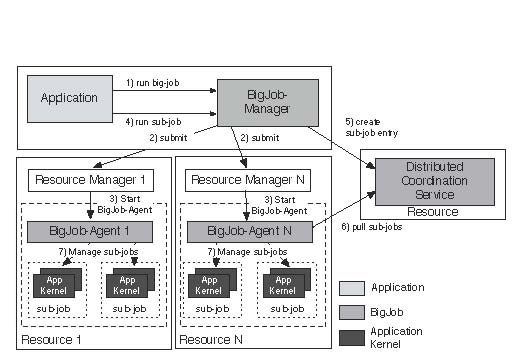 1) run big-job
Application
BigJob-
Manager
4) run sub-job
5) create
sub-job entry
2) submit
2) submit
Resource Manager 1
Resource Manager N
Distributed
Coordination
Service
Resource
3) Start
BigJob-Agent
3) Start
BigJob-Agent
BigJob-Agent 1
BigJob-Agent N
6) pull sub-jobs
7) Manage sub-jobs
7) Manage sub-jobs
App
Kernel
App
Kernel
App
Kernel
App
Kernel
sub-job
sub-job
sub-job
sub-job
Resource 1
Resource N
Application
BigJob
Application
Kernel